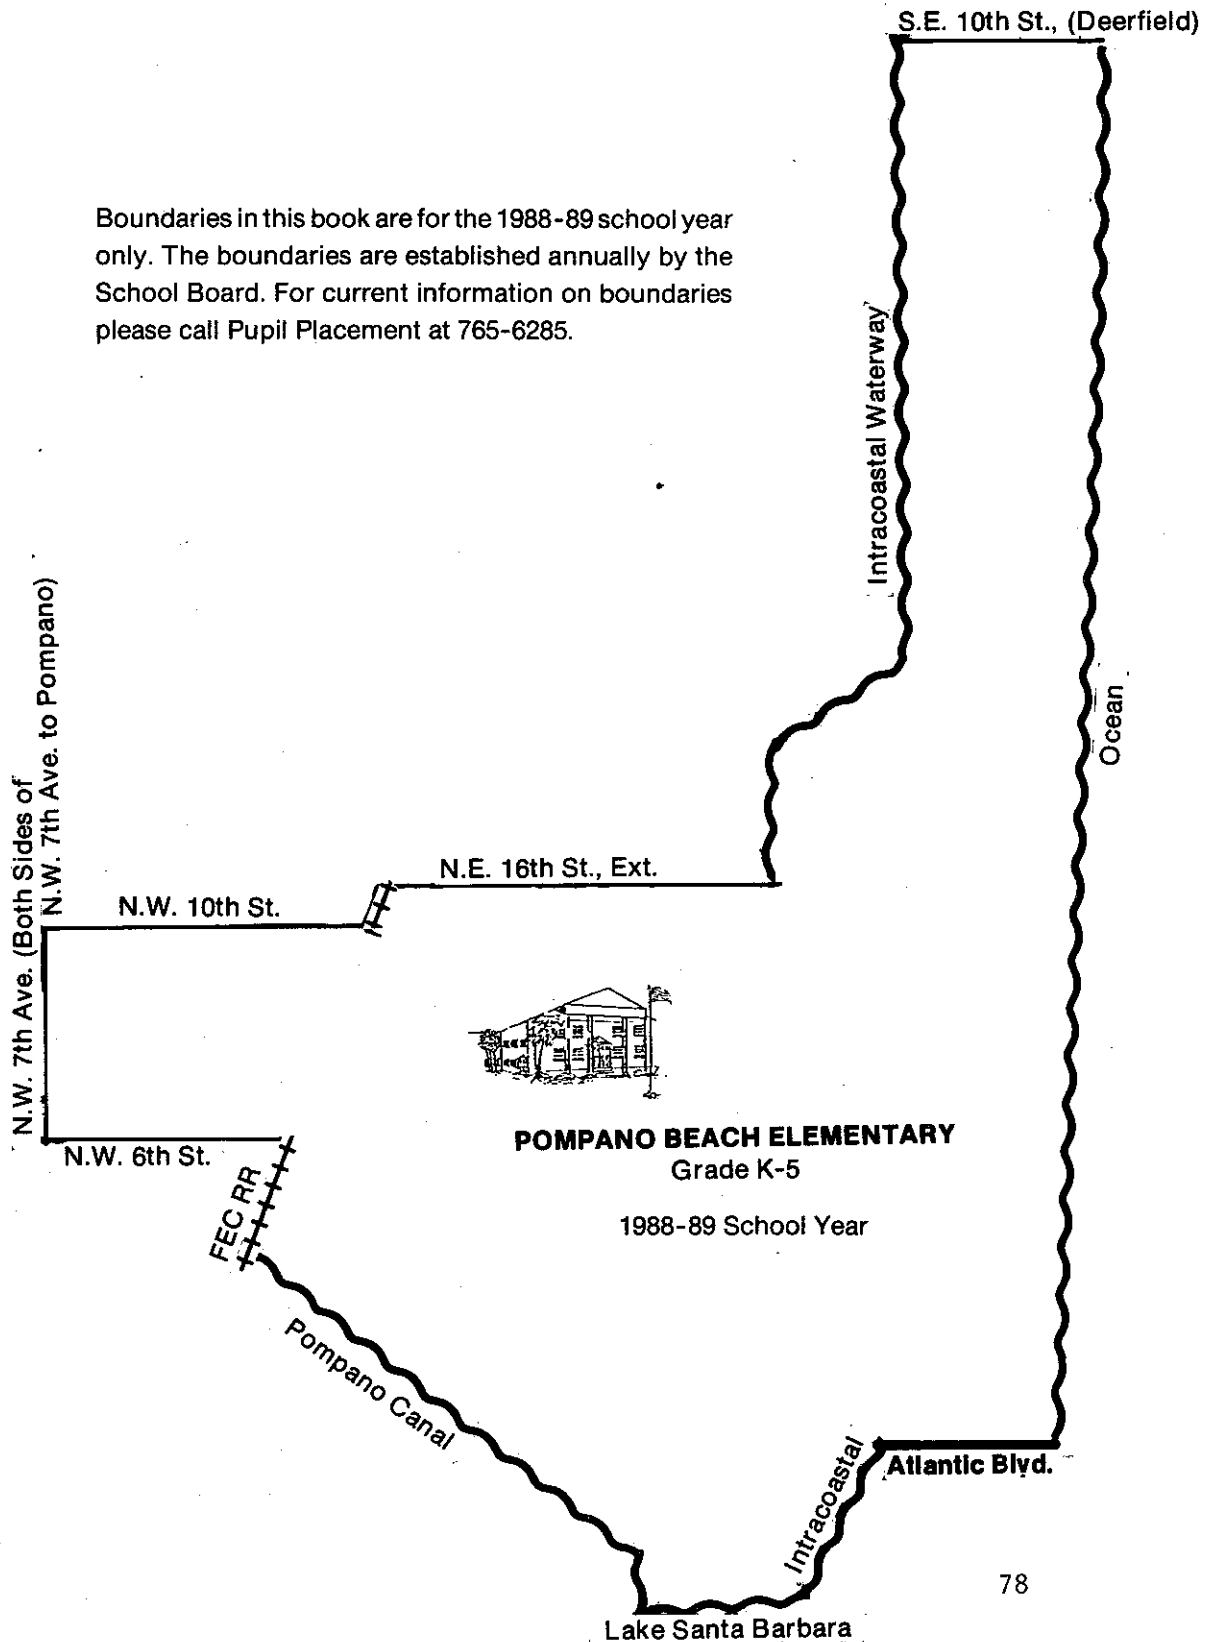 S.E. 10th St., (Deerfield)
Boundaries in this book are for the 1988-89 school year
only. The boundaries are established annually by the
School Board. For current information on boundaries
please call Pupil Placement at 765-6285.
Intracoastal Waterway
Ocean
N.W. 7th Ave. (Both Sides of
N.W. 7th Ave. to Pompano)
N.E. 16th St., Ext.
N.W. 10th St.
POMPANO BEACH ELEMENTARY
Grade K-5
1988-89 School Year
N.W. 6th St.
FEC RR
Pompano Canal
Intracoastal
Atlantic Blvd.
Lake Santa Barbara
78